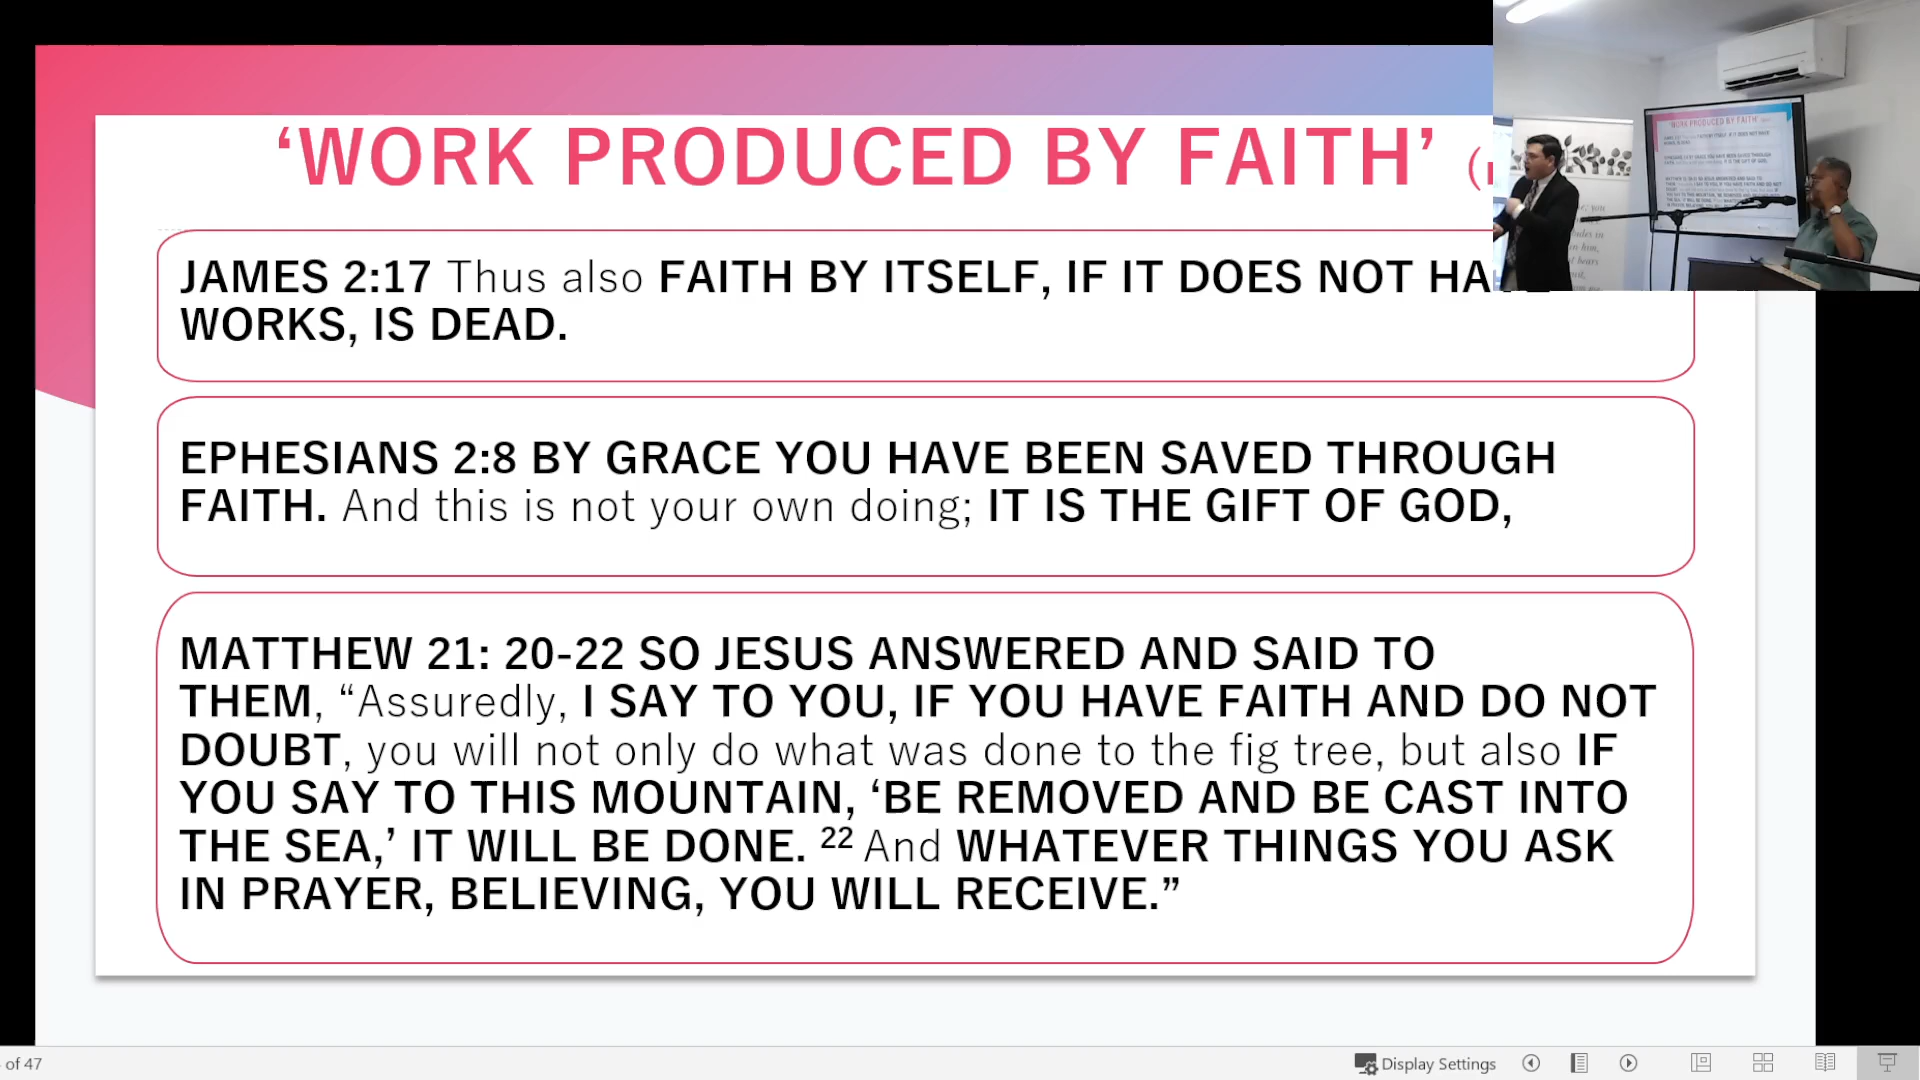 ‘WORK PRODUCED BY FAITH’
JAMES 2:17 Thus also FAITH BY ITSELF, IF IT DOES NOT
WORKS, IS DEAD.
EPHESIANS 2:8 BY GRACE YOU HAVE BEEN SAVED THROUGH
FAITH. And this is not your own doing; IT IS THE GIFT OF GOD,
MATTHEW 21: 20-22 SO JESUS ANSWERED AND SAID TO
THEM, “Assuredly, I SAY TO YOU, IF YOU HAVE FAITH AND DO NOT
DOUBT, you will not only do what was done to the fig tree, but also IF
YOU SAY TO THIS MOUNTAIN, ‘BE REMOVED AND BE CAST INTO
THE SEA,’ IT WILL BE DONE. 22 And WHATEVER THINGS YOU ASK
IN PRAYER, BELIEVING, YOU WILL RECEIVE.”
of 47
Display Settings